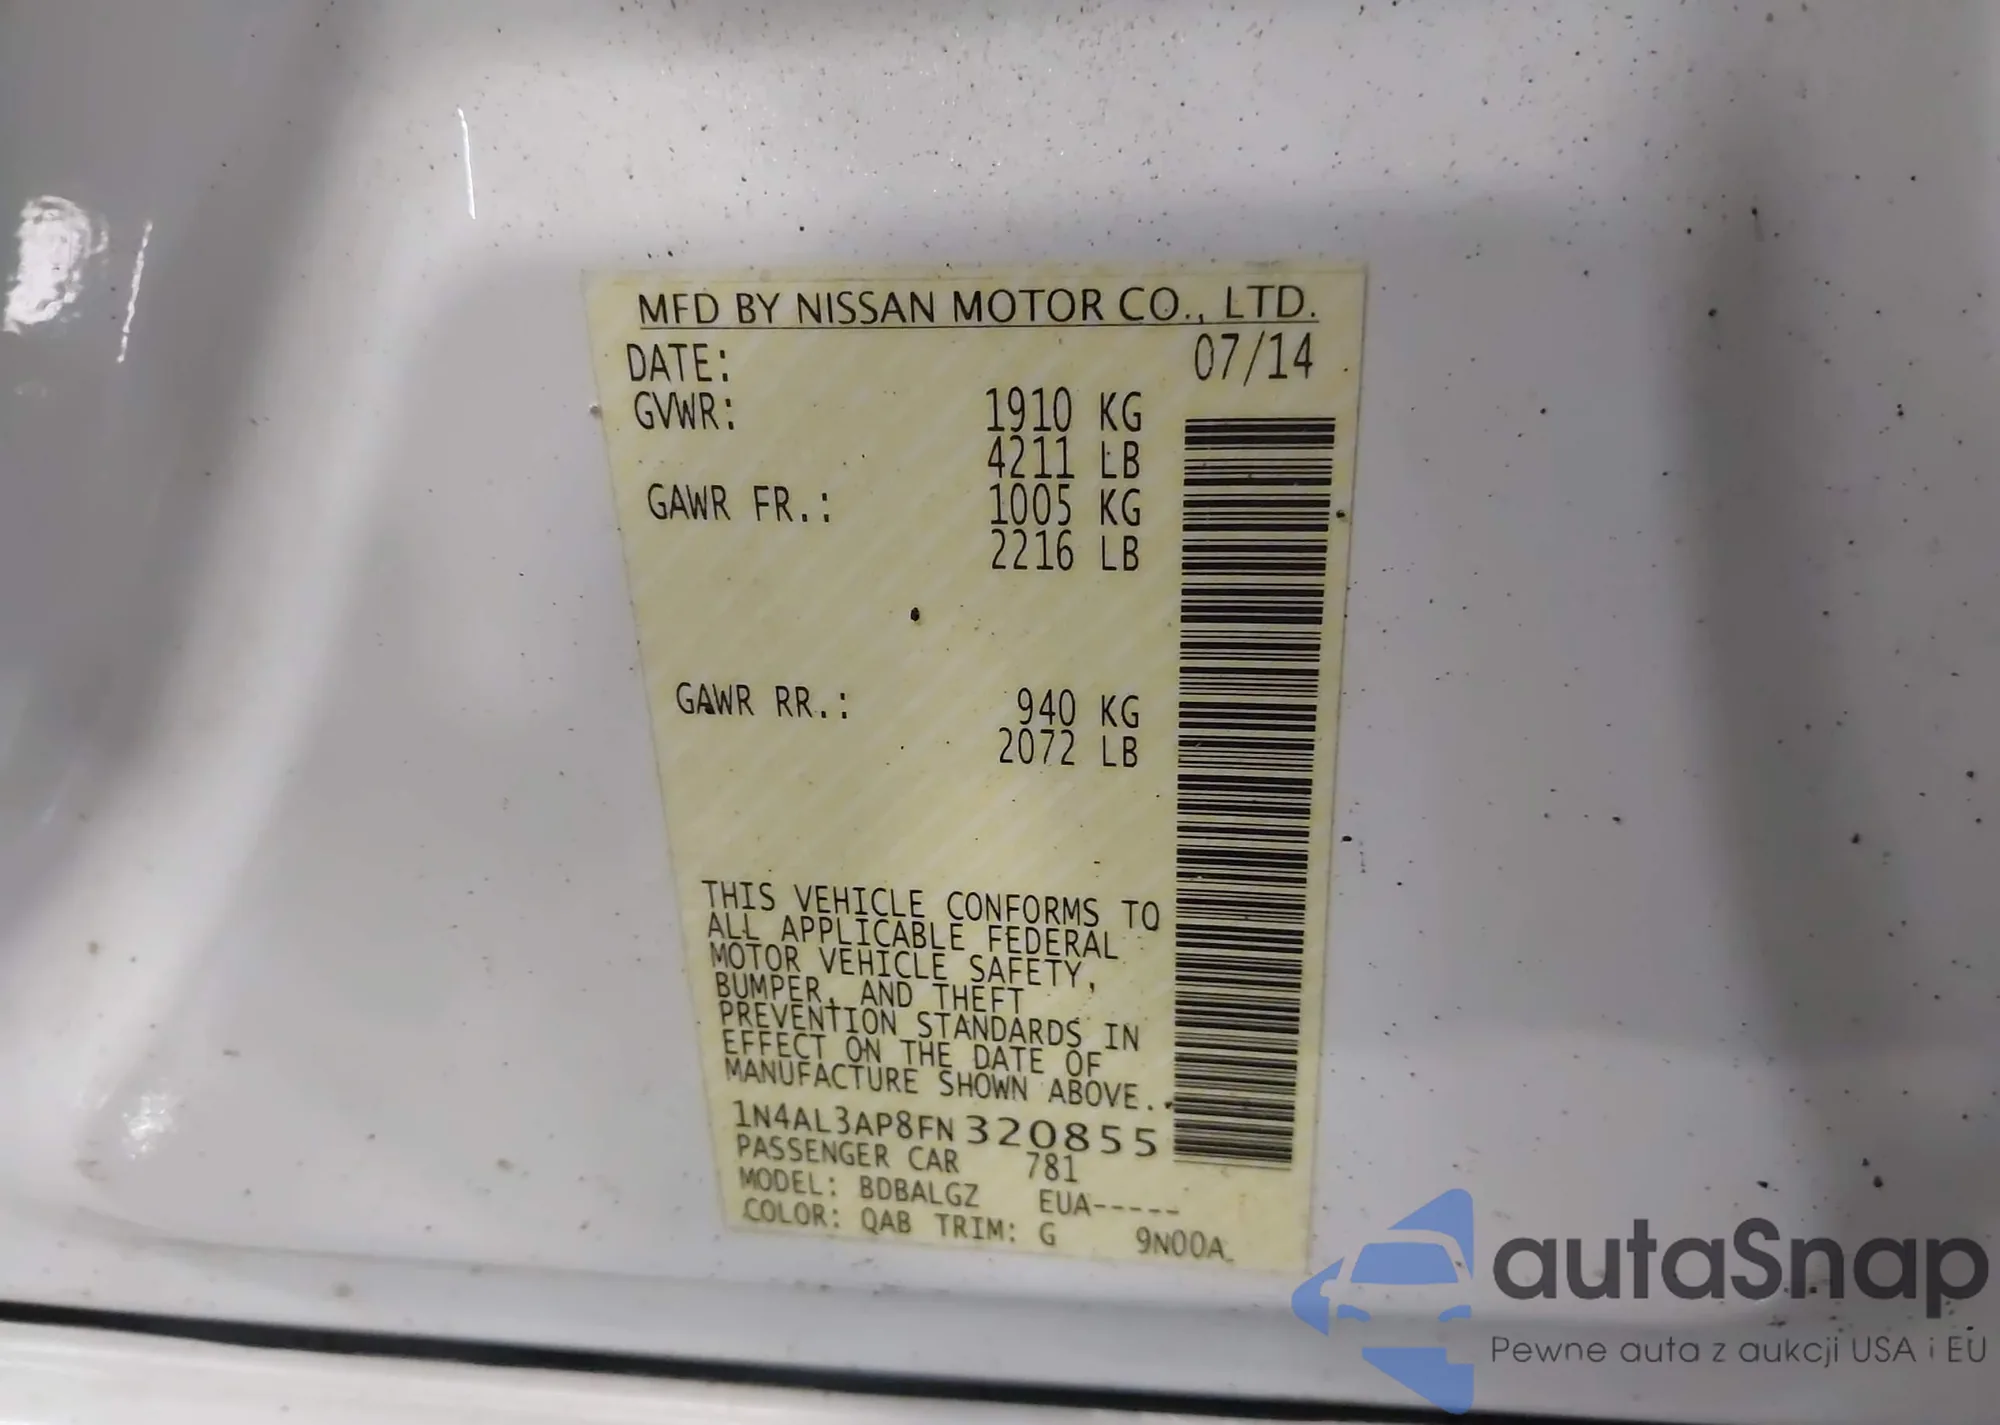 MFD BY NISSAN MOTOR CO., LTD.
DATE: 07/14
GVWR: 1910 KG
4211 LB
GAWR FR.: 1005 KG
2216 LB
GAWR RR.: 940 KG
2072 LB
THIS VEHICLE CONFORMS TO
ALL APPLICABLE FEDERAL
MOTOR VEHICLE SAFETY,
BUMPER, AND THEFT
PREVENTION STANDARDS IN
EFFECT ON THE DATE OF
MANUFACTURE SHOWN ABOVE.
1N4AL3AP8FN320855
PASSENGER CAR 781
MODEL: BDBALGZ EUA-----
COLOR: QAB TRIM: G 9N00A
autaSnap
Pewne auta z aukcji USA i EU